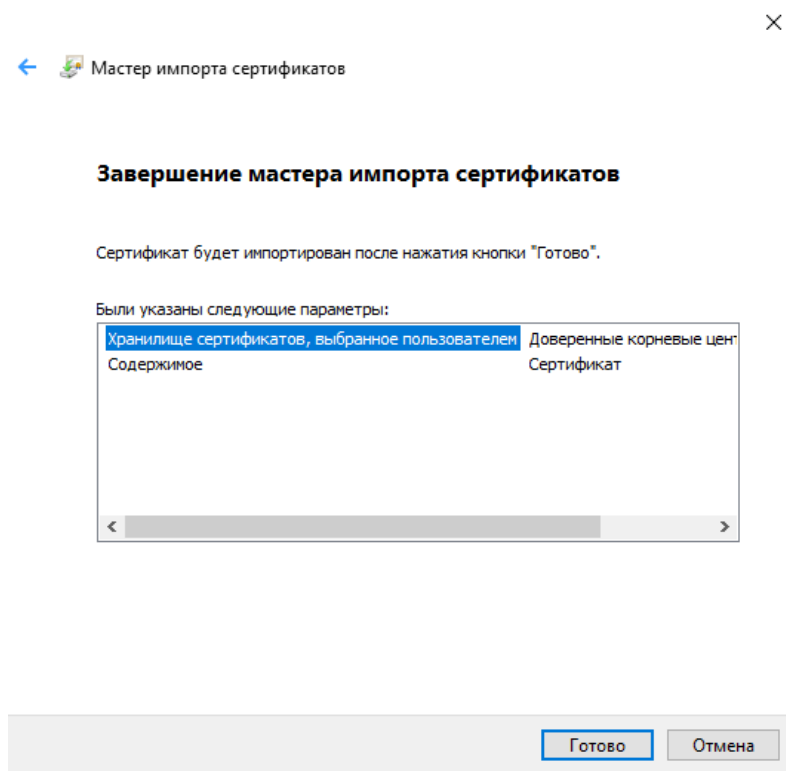 Мастер импорта сертификатов
Завершение мастера импорта сертификатов
Сертификат будет импортирован после нажатия кнопки "Готово".
Были указаны следующие параметры:
Хранилище сертификатов, выбранное пользователем Доверенные корневые цен
Содержимое Сертификат
Готово Отмена